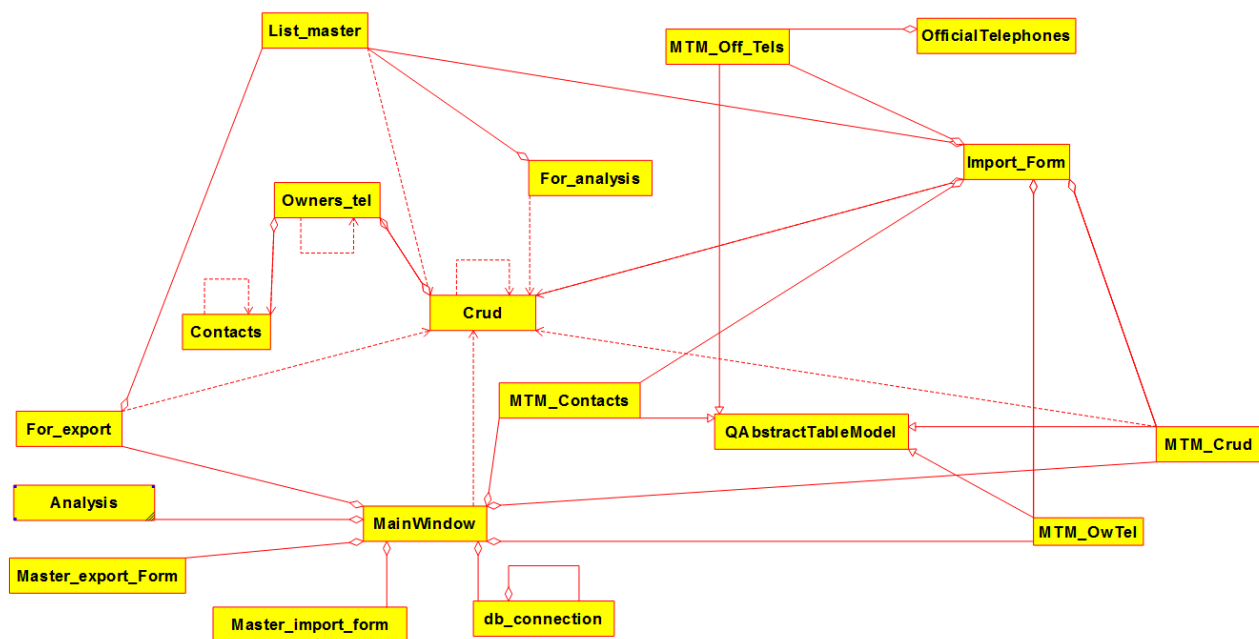 List_master
MTM_Off_Tels
OfficialTelephones
Import_Form
For_analysis
Owners_tel
Crud
Contacts
MTM_Contacts
For_export
QAbstractTableModel
MTM_Crud
Analysis
MainWindow
MTM_OwTel
Master_export_Form
Master_import_form
db_connection